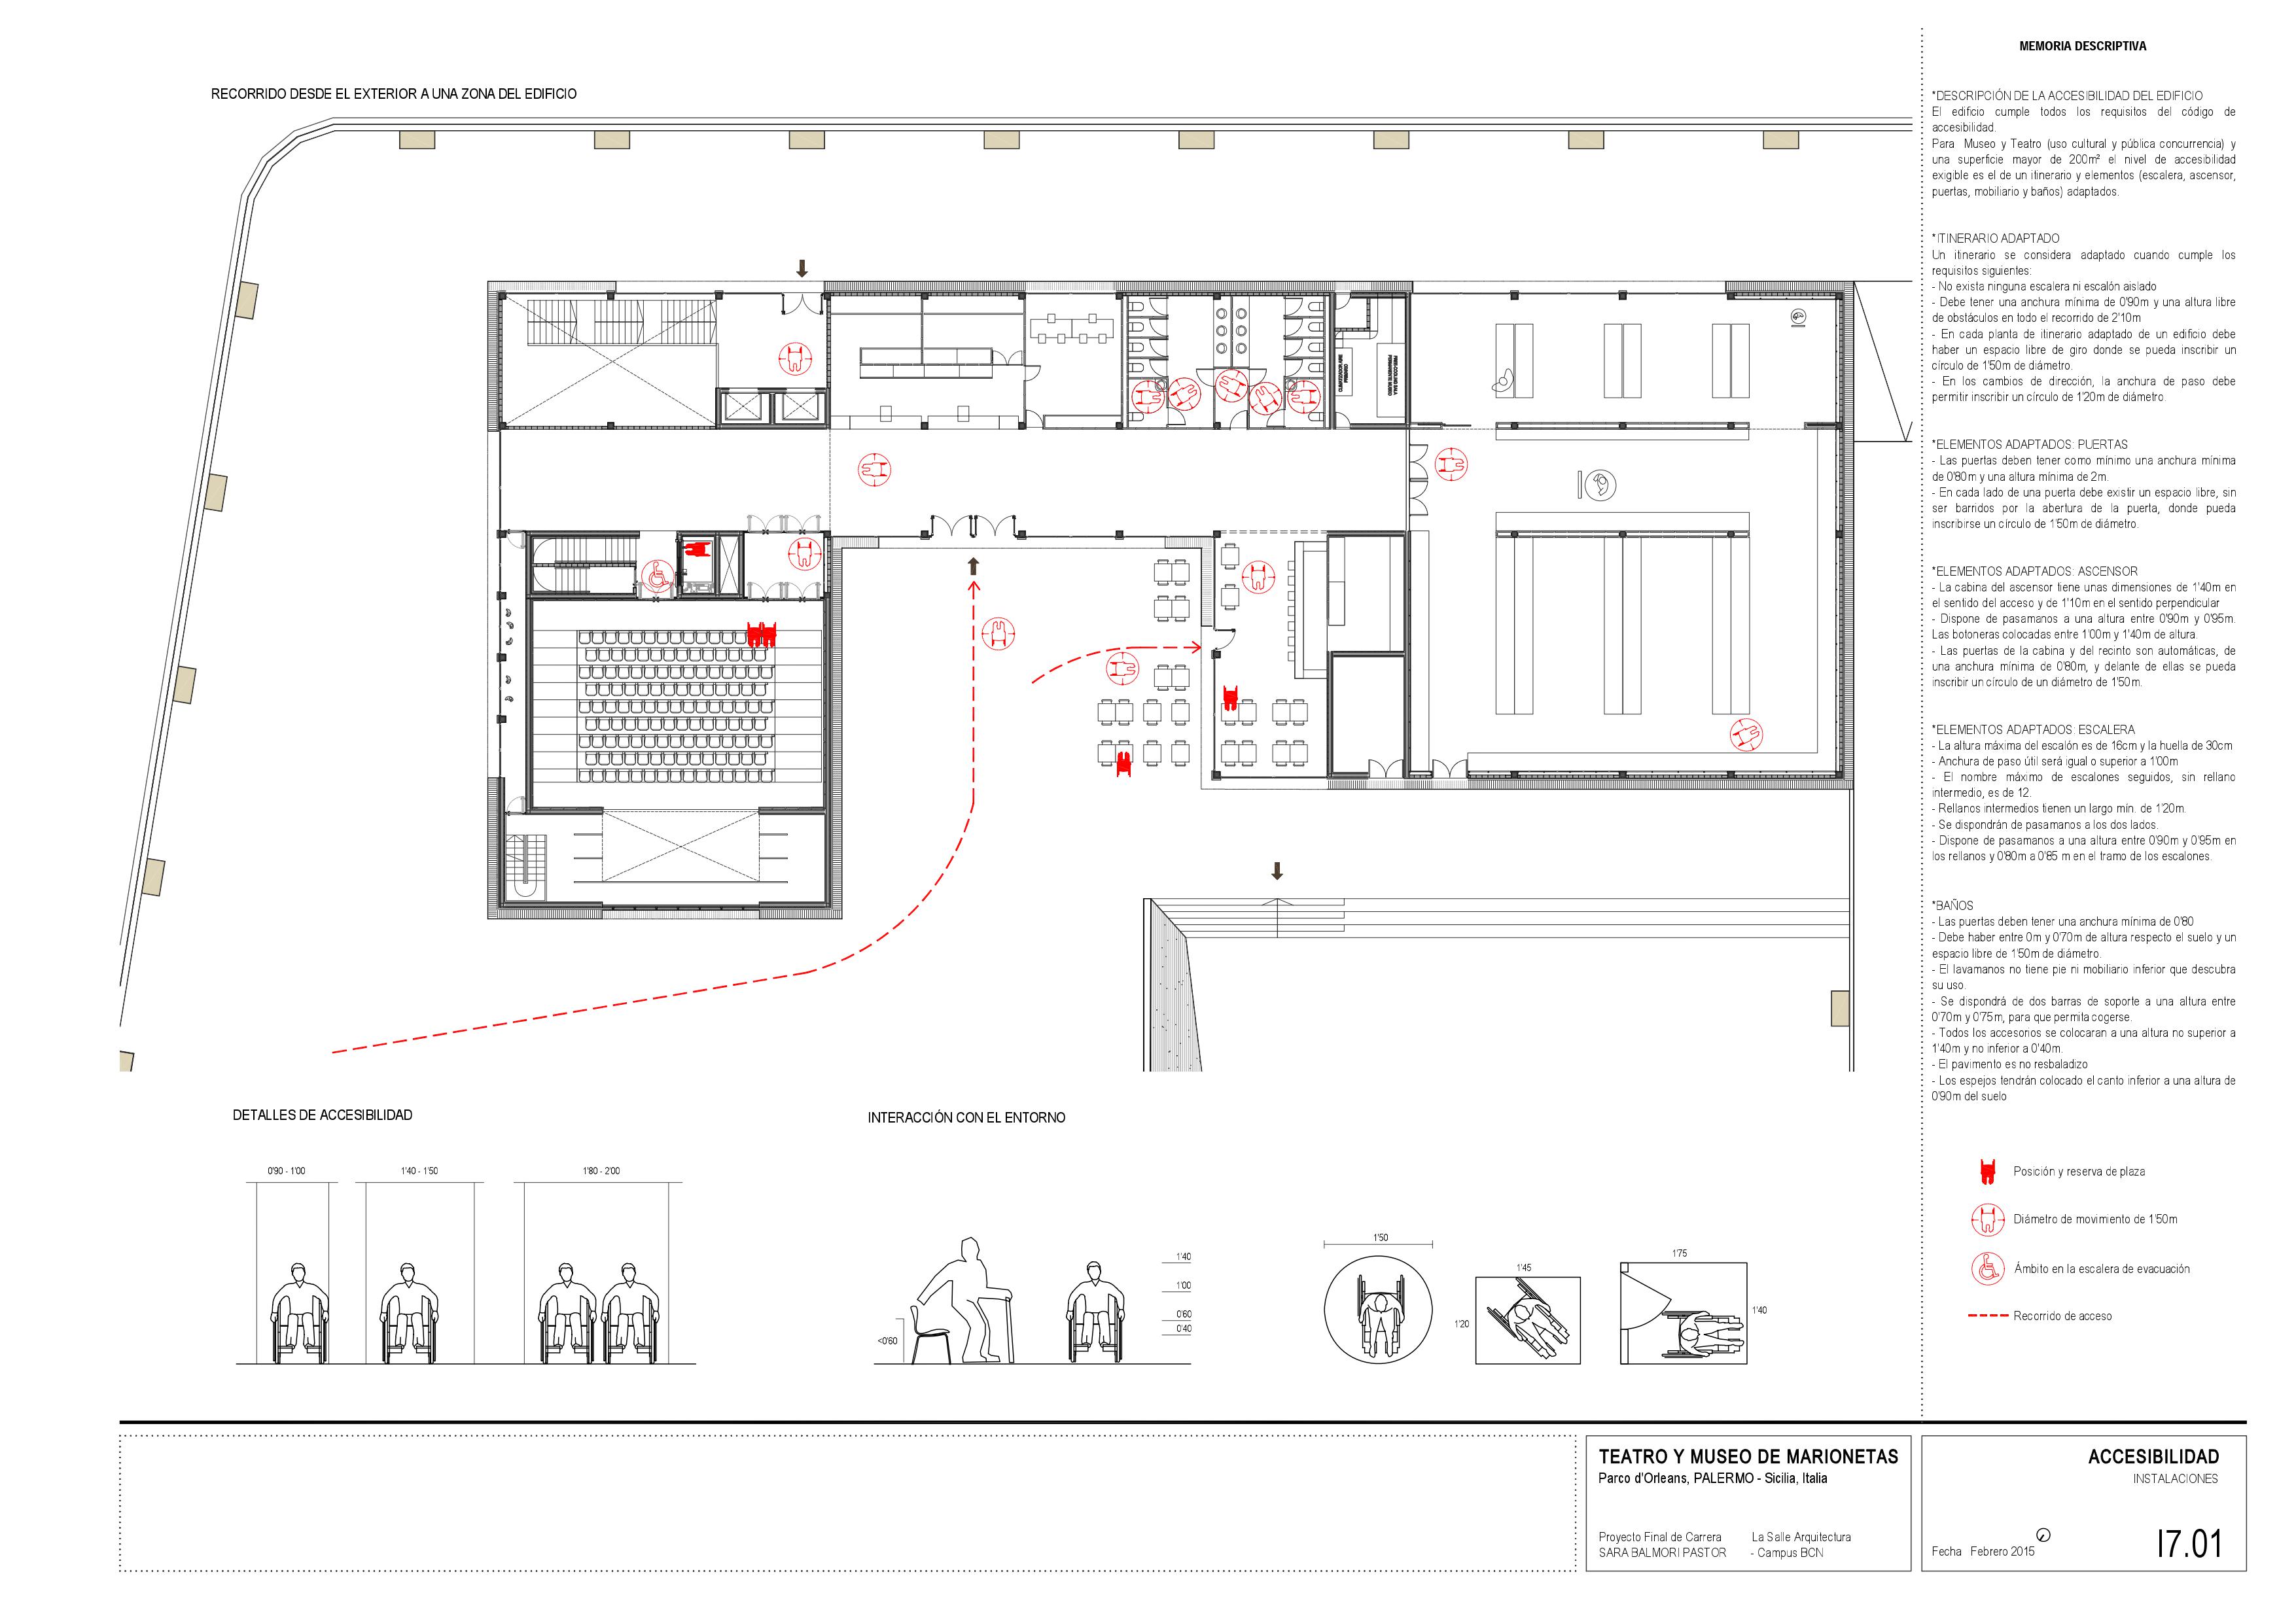 MEMORIA DESCRIPTIVA
RECORRIDO DESDE EL EXTERIOR A UNA ZONA DEL EDIFICIO
*DESCRIPCIÓN DE LA ACCESIBILIDAD DEL EDIFICIO
El edificio cumple todos los requisitos del código de
accesibilidad.
Para Museo y Teatro (uso cultural y pública concurrencia) y
una superficie mayor de 200m² el nivel de accesibilidad
exigible es el de un itinerario y elementos (escalera, ascensor,
puertas, mobiliario y baños) adaptados.
*ITINERARIO ADAPTADO
Un itinerario se considera adaptado cuando cumple los
requisitos siguientes:
- No exista ninguna escalera ni escalón aislado
- Debe tener una anchura mínima de 0'90m y una altura libre
de obstáculos en todo el recorrido de 2'10m
- En cada planta de itinerario adaptado de un edificio debe
haber un espacio libre de giro donde se pueda inscribir un
círculo de 1'50m de diámetro.
- En los cambios de dirección, la anchura de paso debe
permitir inscribir un círculo de 1'20m de diámetro.
*ELEMENTOS ADAPTADOS: PUERTAS
- Las puertas deben tener como mínimo una anchura mínima
de 0'80m y una altura mínima de 2m.
- En cada lado de una puerta debe existir un espacio libre, sin
ser barridos por la abertura de la puerta, donde pueda
inscribirse un círculo de 1'50m de diámetro.
*ELEMENTOS ADAPTADOS: ASCENSOR
- La cabina del ascensor tiene unas dimensiones de 1'40m en
el sentido del acceso y de 1'10m en el sentido perpendicular
- Dispone de pasamanos a una altura entre 0'90m y 0'95m.
Las botoneras colocadas entre 1'00m y 1'40m de altura.
- Las puertas de la cabina y del recinto son automáticas, de
una anchura mínima de 0'80m, y delante de ellas se pueda
inscribir un círculo de un diámetro de 1'50m.
*ELEMENTOS ADAPTADOS: ESCALERA
- La altura máxima del escalón es de 16cm y la huella de 30cm
- Anchura de paso útil será igual o superior a 1'00m
- El nombre máximo de escalones seguidos, sin rellano
intermedio, es de 12.
- Rellanos intermedios tienen un largo mín. de 1'20m.
- Se dispondrán de pasamanos a los dos lados.
- Dispone de pasamanos a una altura entre 0'90m y 0'95m en
los rellanos y 0'80m a 0'85 m en el tramo de los escalones.
*BAÑOS
- Las puertas deben tener una anchura mínima de 0'80
- Debe haber entre 0m y 0'70m de altura respecto el suelo y un
espacio libre de 1'50m de diámetro.
- El lavamanos no tiene pie ni mobiliario inferior que descubra
su uso.
- Se dispondrá de dos barras de soporte a una altura entre
0'70m y 0'75m, para que permita cogerse.
- Todos los accesorios se colocaran a una altura no superior a
1'40m y no inferior a 0'40m.
- El pavimento es no resbaladizo
- Los espejos tendrán colocado el canto inferior a una altura de
0'90m del suelo
Posición y reserva de plaza
Diámetro de movimiento de 1'50m
Ámbito en la escalera de evacuación
Recorrido de acceso
DETALLES DE ACCESIBILIDAD
0'90 - 1'00
1'40 - 1'50
1'80 - 2'00
INTERACCIÓN CON EL ENTORNO
<0'60
1'40
1'00
0'60
0'40
1'50
1'45
1'20
1'75
1'40
TEATRO Y MUSEO DE MARIONETAS
Parco d'Orleans, PALERMO - Sicilia, Italia
Proyecto Final de Carrera La Salle Arquitectura
SARA BALMORI PASTOR - Campus BCN
ACCESIBILIDAD
INSTALACIONES
Fecha Febrero 2015
I7.01